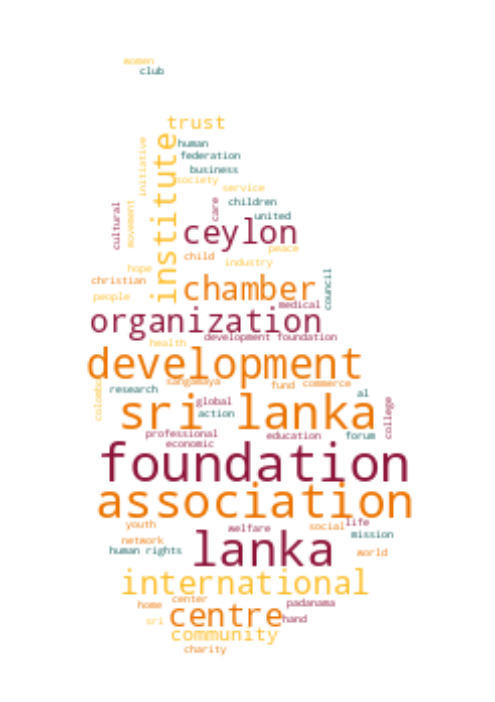 women
club
trust
human
institute
federation
initiative
business
society
service
care
children
cultural
movement
united
ceylon
peace
child
industry
hope
christian
chamber
council
people
medical
organization
development foundation
health
development
colombo
sangamaya
research
fund
commerce
al
global
sri lanka
action
college
professional
education
forum
economic
foundation
association
youth
welfare
social
life
network
lanka
mission
human rights
world
international
home
center
padanama
sri
centre
hand
community
charity